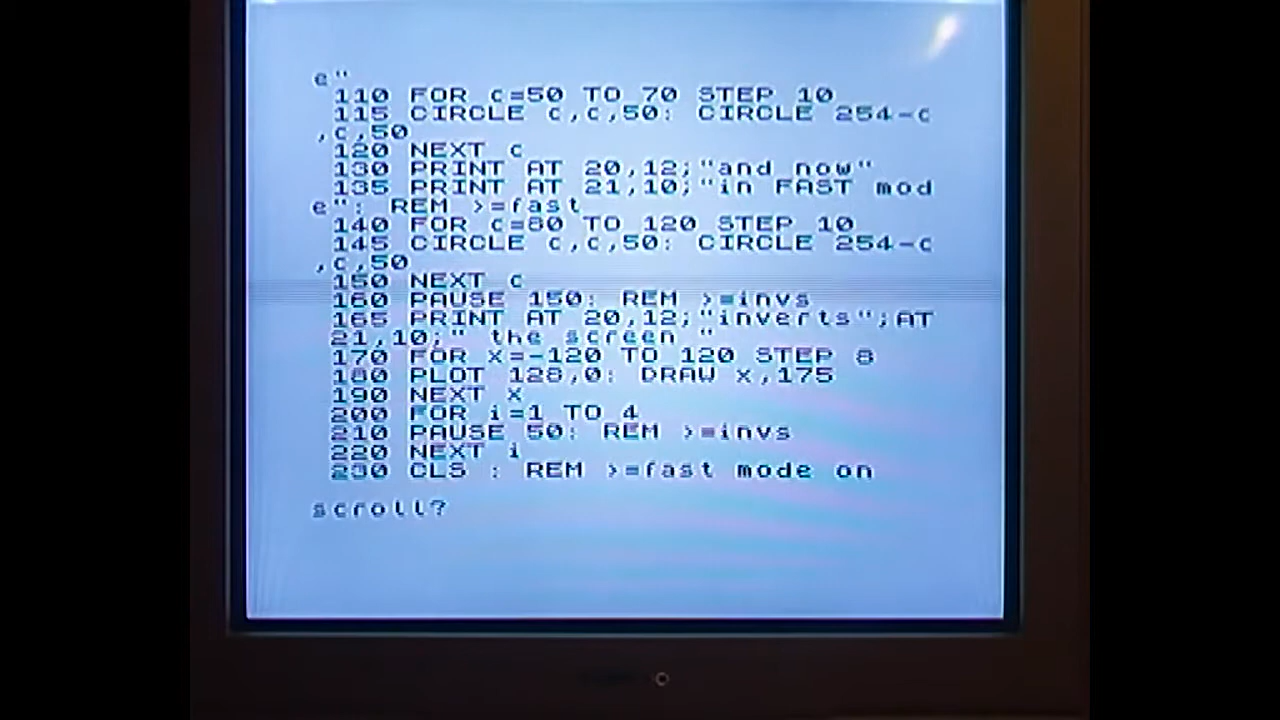 e"
110 FOR c=50 TO 70 STEP 10
115 CIRCLE c,c,50: CIRCLE 254-c
,c,50
120 NEXT c
130 PRINT AT 20,12;"and now"
135 PRINT AT 21,10;"in FAST mod
e": REM >=fast
140 FOR c=80 TO 120 STEP 10
145 CIRCLE c,c,50: CIRCLE 254-c
,c,50
150 NEXT c
160 PAUSE 150: REM >=invs
165 PRINT AT 20,12;"inverts";AT
21,10;" the screen "
170 FOR x=-120 TO 120 STEP 8
180 PLOT 128,0: DRAW x,175
190 NEXT x
200 FOR i=1 TO 4
210 PAUSE 50: REM >=invs
220 NEXT i
230 CLS : REM >=fast mode on
scroll?